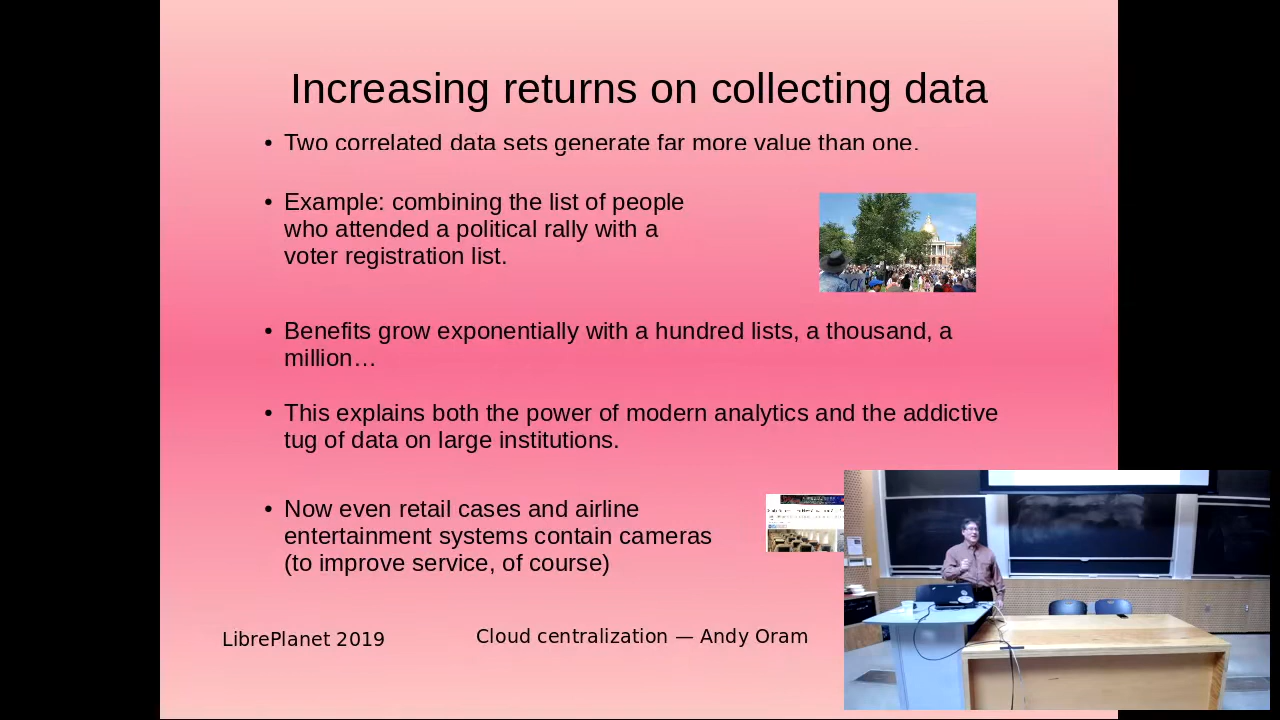 Increasing returns on collecting data
• Two correlated data sets generate far more value than one.
• Example: combining the list of people
who attended a political rally with a
voter registration list.
• Benefits grow exponentially with a hundred lists, a thousand, a
million…
• This explains both the power of modern analytics and the addictive
tug of data on large institutions.
• Now even retail cases and airline
entertainment systems contain cameras
(to improve service, of course)
LibrePlanet 2019
Cloud centralization — Andy Oram